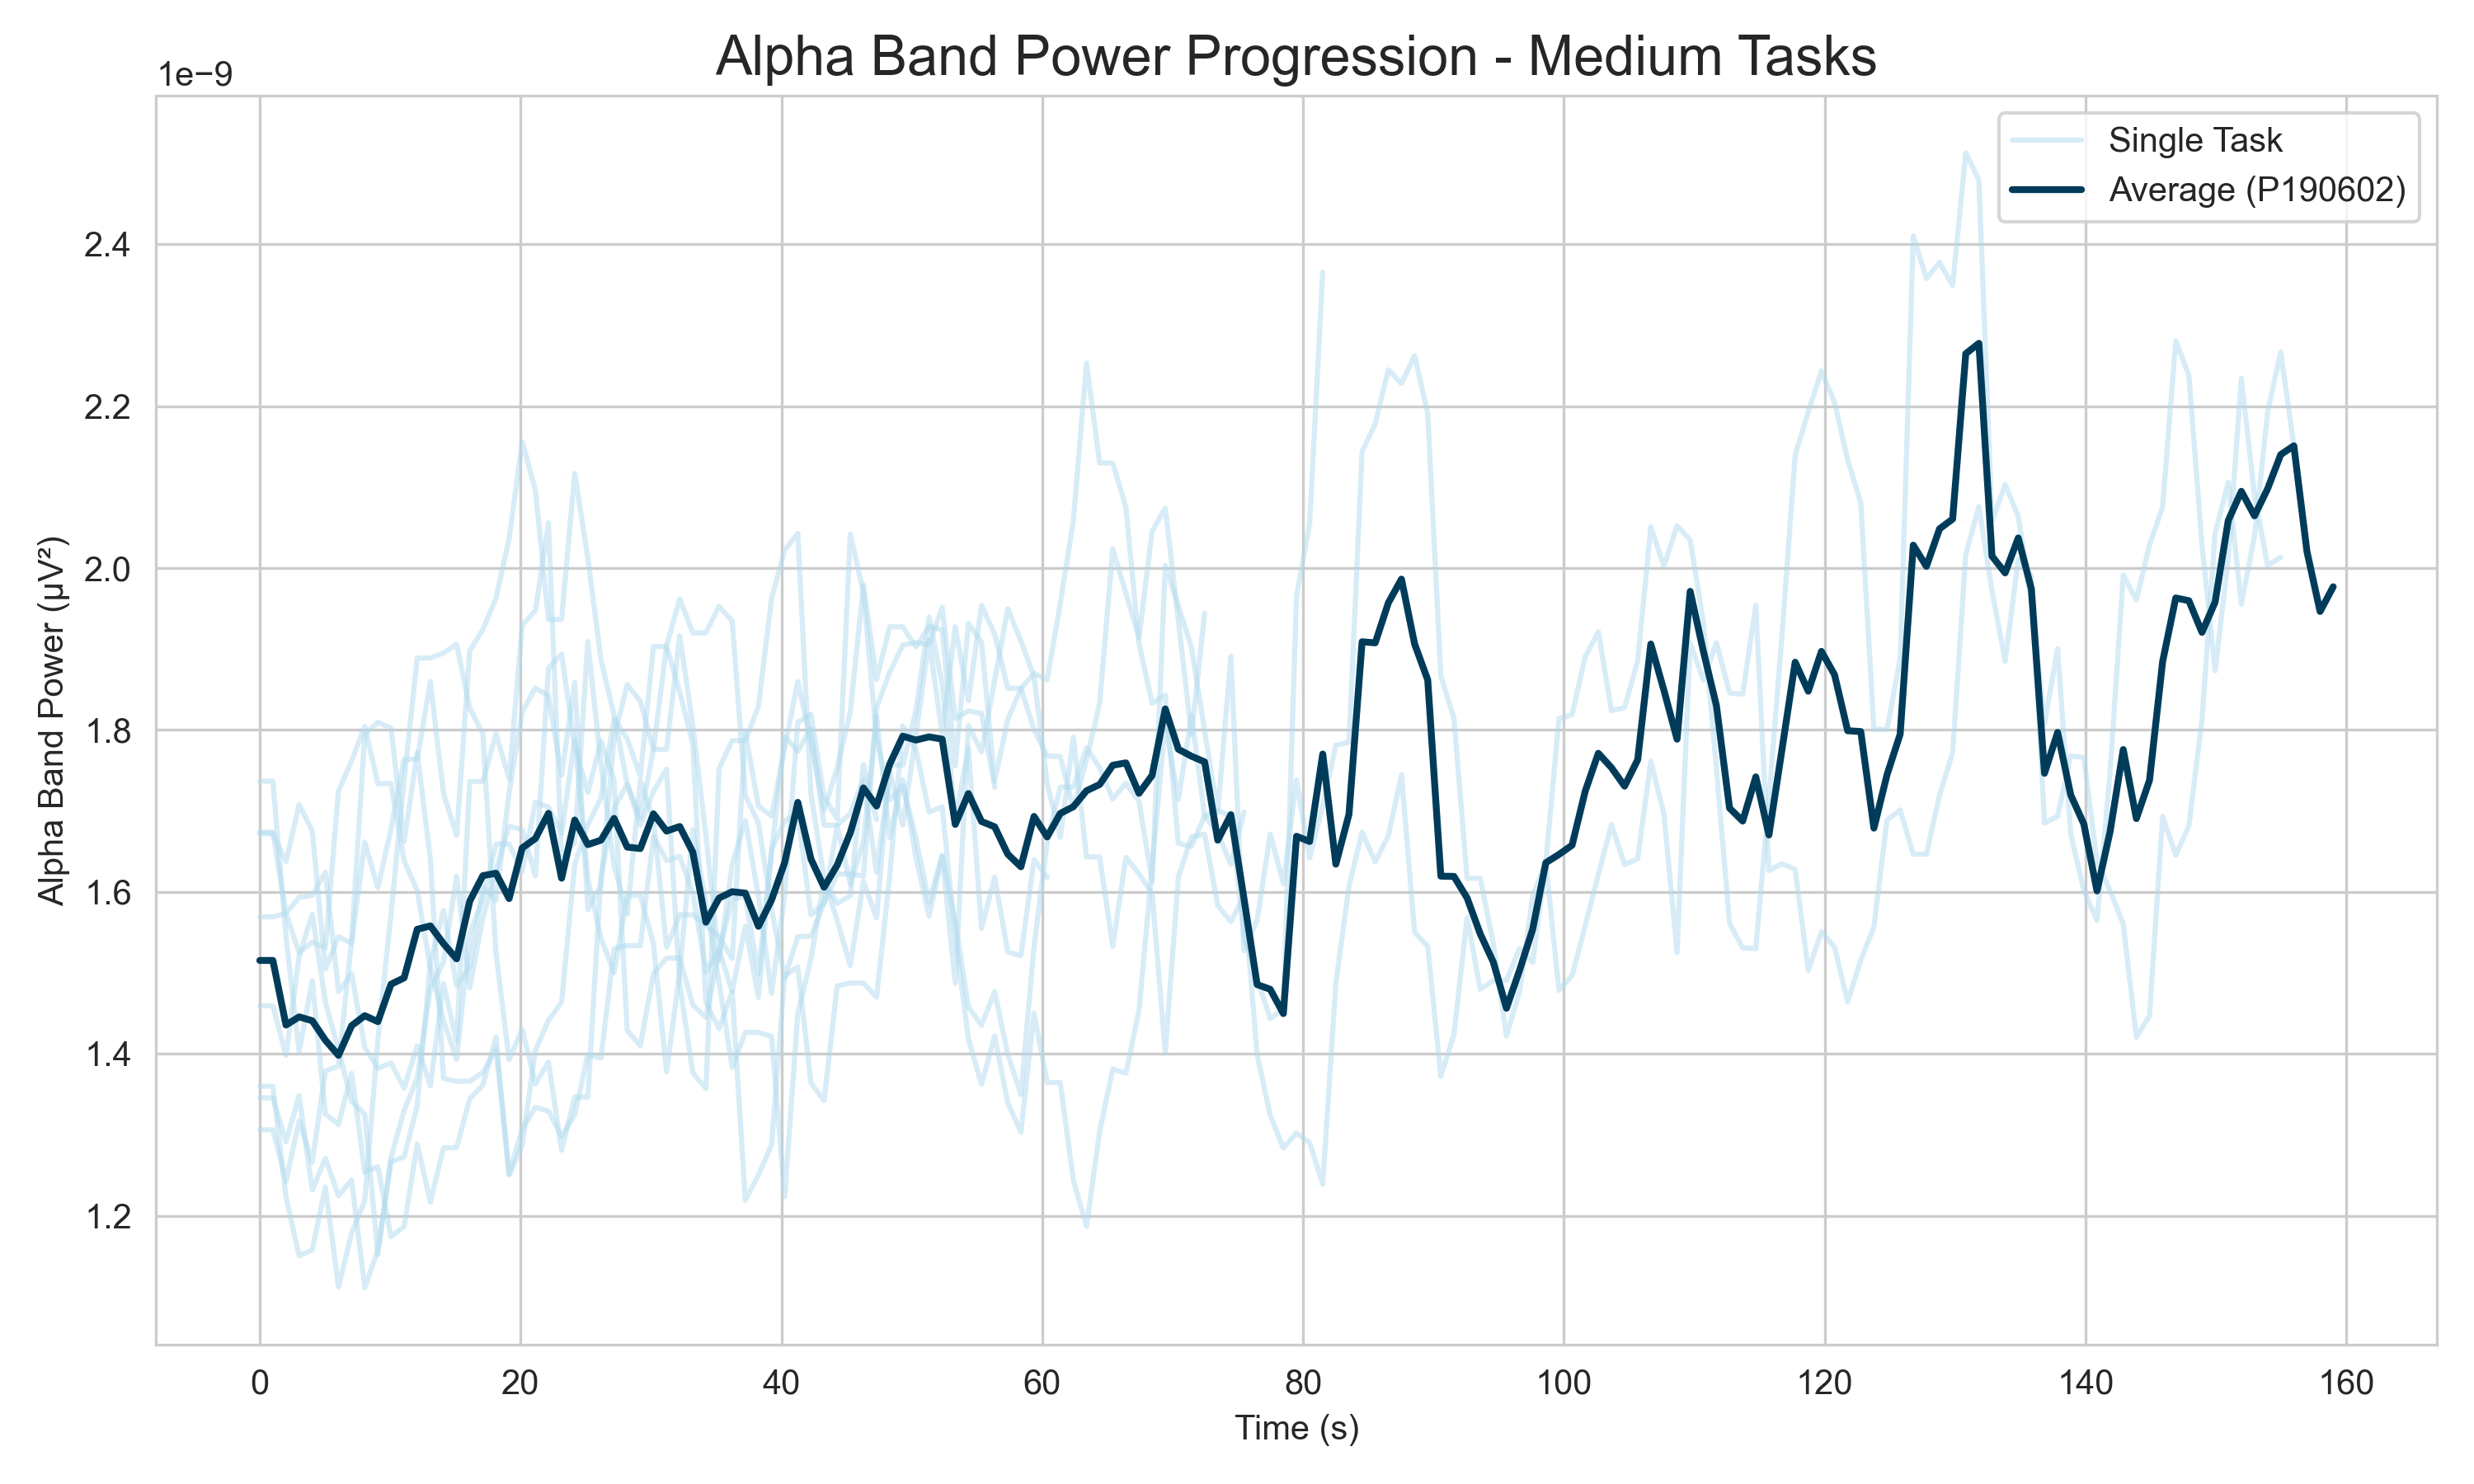 Alpha Band Power Progression - Medium Tasks
1e−9
Single Task
Average (P190602)
2.4
2.2
2.0
1.8
1.6
1.4
1.2
Alpha Band Power (µV²)
0 20 40 60 80 100 120 140 160
Time (s)